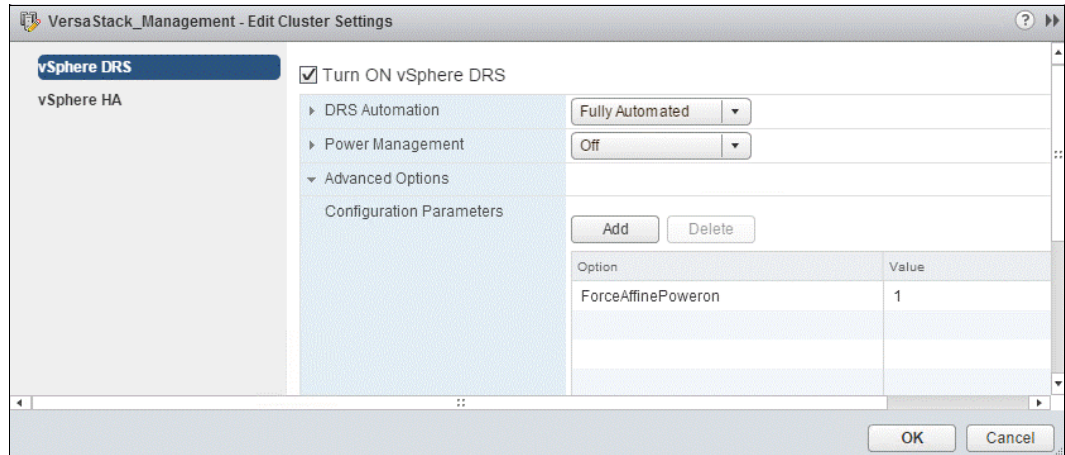 VersaStack_Management - Edit Cluster Settings
vSphere DRS
vSphere HA
Turn ON vSphere DRS
DRS Automation
Fully Automated
Power Management
Off
Advanced Options
Configuration Parameters
Add Delete
Option Value
ForceAffinePoweron 1
OK Cancel